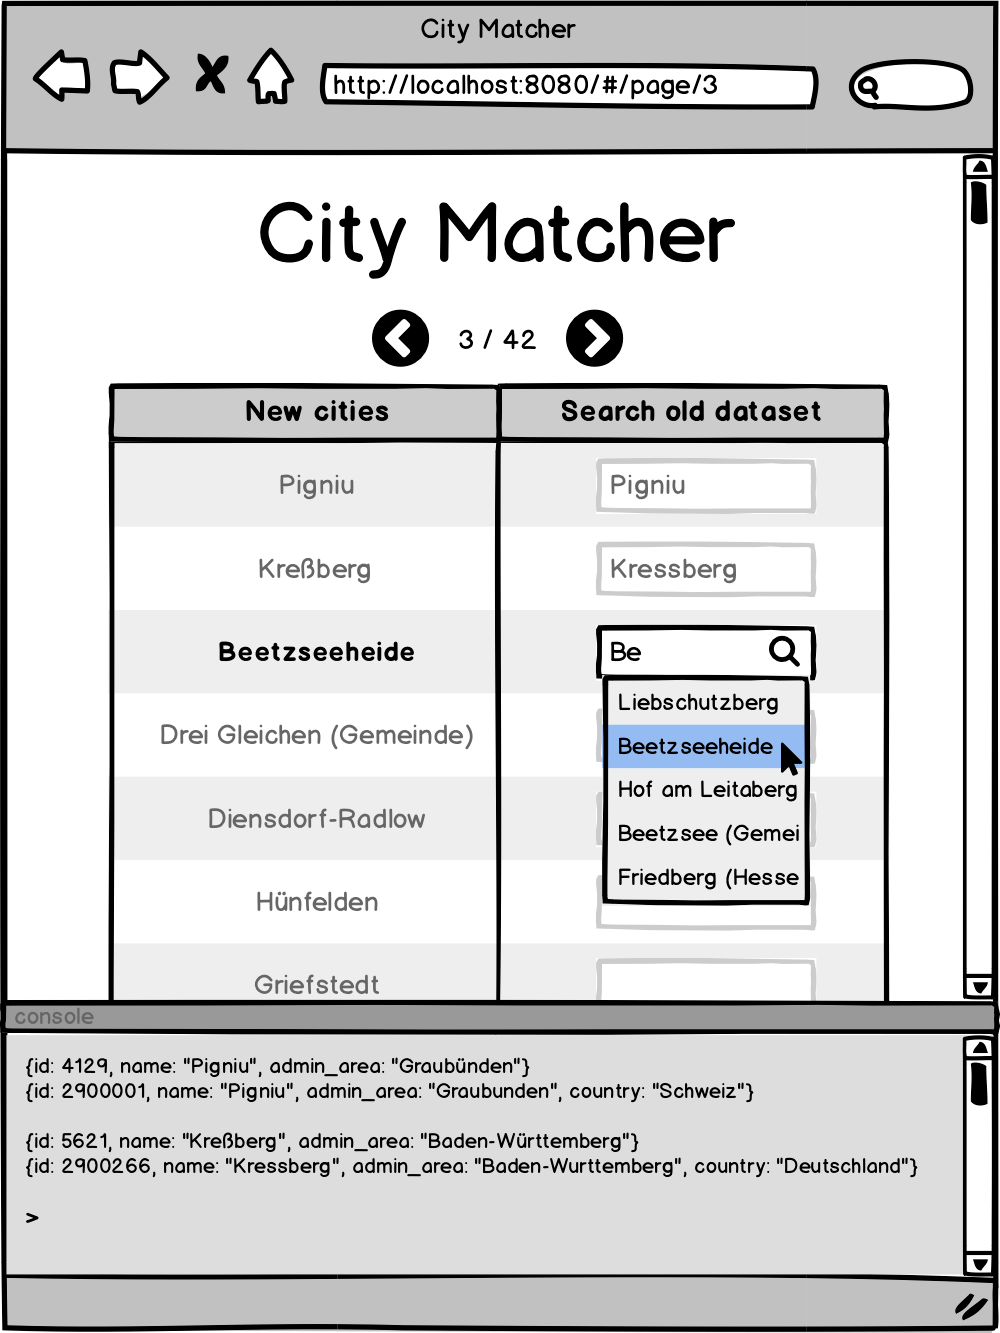 City Matcher
http://localhost:8080/#/page/3
City Matcher
3 / 42
New cities
Search old dataset
Pigniu
Pigniu
Kreßberg
Kressberg
Beetzseeheide
Be
Liebschutzberg
Drei Gleichen (Gemeinde)
Beetzseeheide
Hof am Leitaberg
Diensdorf-Radlow
Beetzsee (Gemei
Friedberg (Hesse
Hünfelden
Griefstedt
console
{id: 4129, name: "Pigniu", admin_area: "Graubünden"}
{id: 2900001, name: "Pigniu", admin_area: "Graubunden", country: "Schweiz"}
{id: 5621, name: "Kreßberg", admin_area: "Baden-Württemberg"}
{id: 2900266, name: "Kressberg", admin_area: "Baden-Wurttemberg", country: "Deutschland"}
>